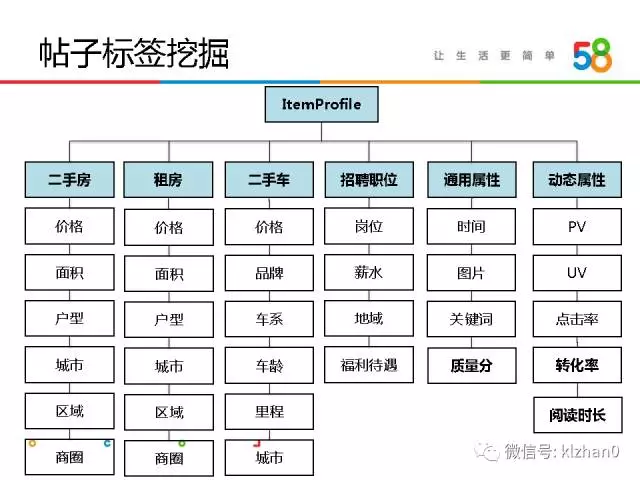 帖子标签挖掘
让生活更简单 58
ItemProfile
二手房 租房 二手车 招聘职位 通用属性 动态属性
价格 价格 价格 岗位 时间 PV
面积 面积 品牌 薪水 图片 UV
户型 户型 车系 地域 关键词 点击率
城市 城市 车龄 福利待遇 质量分 转化率
区域 区域 里程 阅读时长
商圈 商圈 城市
微信号: klzhan0